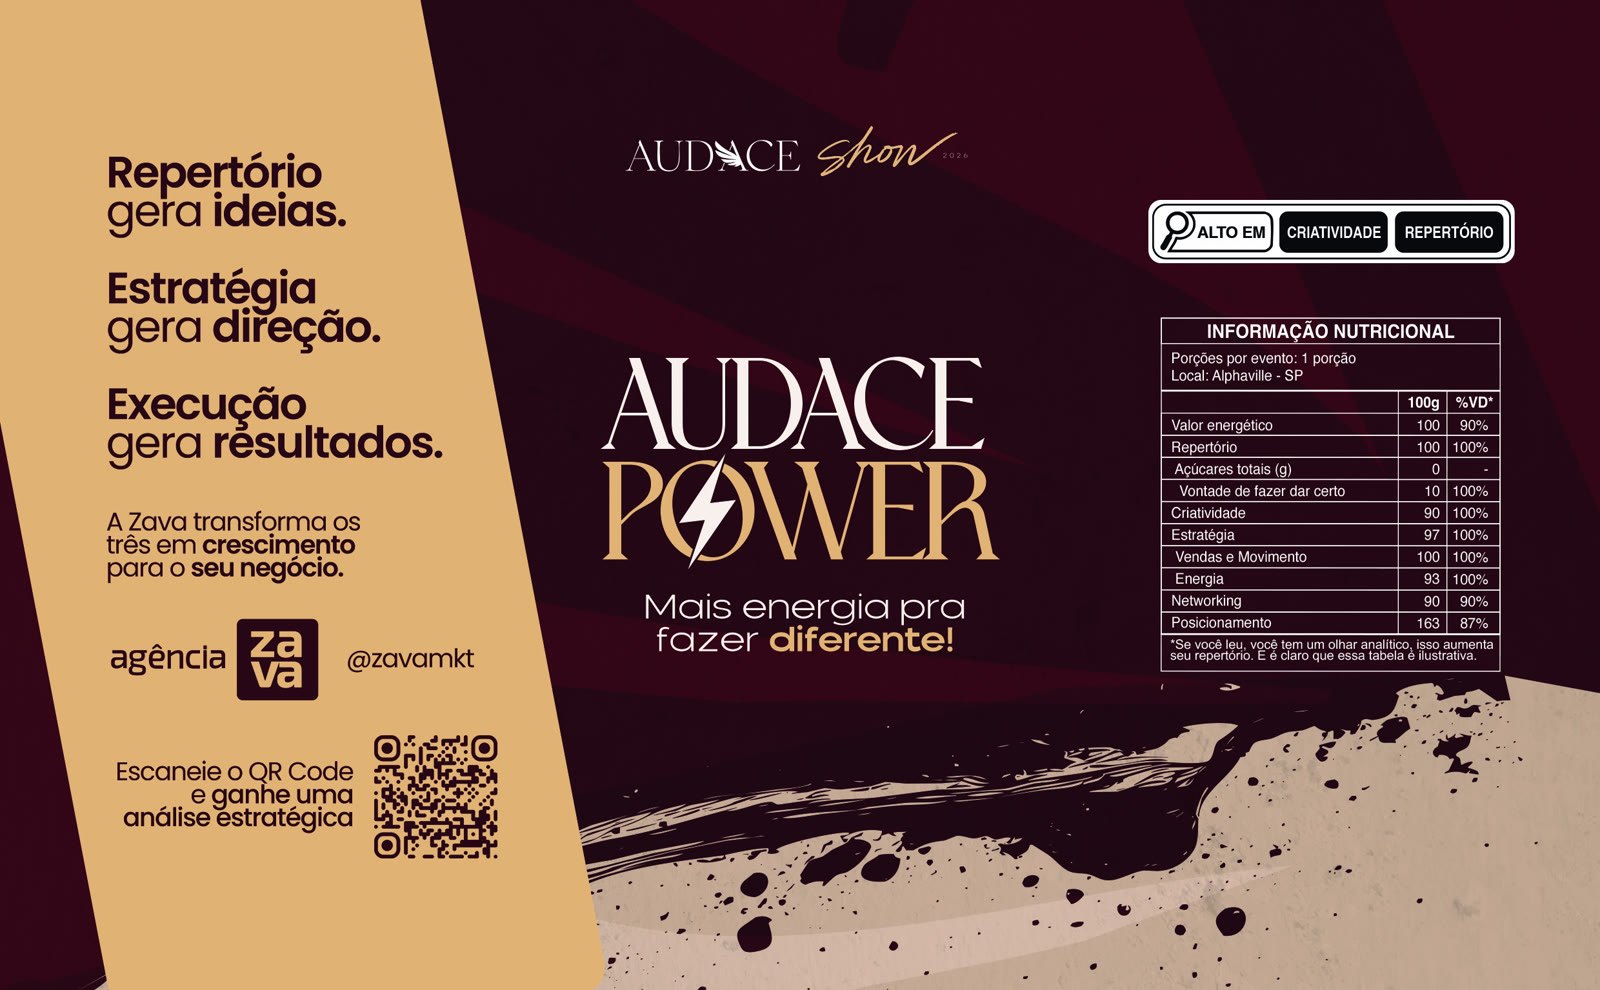 Repertório
gera ideias.
Estratégia
gera direção.
Execução
gera resultados.
A Zava transforma os
três em crescimento
para o seu negócio.
agência
za
va
@zavamkt
Escaneie o QR Code
e ganhe uma
análise estratégica
AUDACE show 2026
AUDACE
POWER
Mais energia pra
fazer diferente!
ALTO EM CRIATIVIDADE REPERTÓRIO
INFORMAÇÃO NUTRICIONAL
Porções por evento: 1 porção
Local: Alphaville - SP
100g %VD*
Valor energético 100 90%
Repertório 100 100%
Açúcares totais (g) 0 -
Vontade de fazer dar certo 10 100%
Criatividade 90 100%
Estratégia 97 100%
Vendas e Movimento 100 100%
Energia 93 100%
Networking 90 90%
Posicionamento 163 87%
*Se você leu, você tem um olhar analítico, isso aumenta
seu repertório. E é claro que essa tabela é ilustrativa.